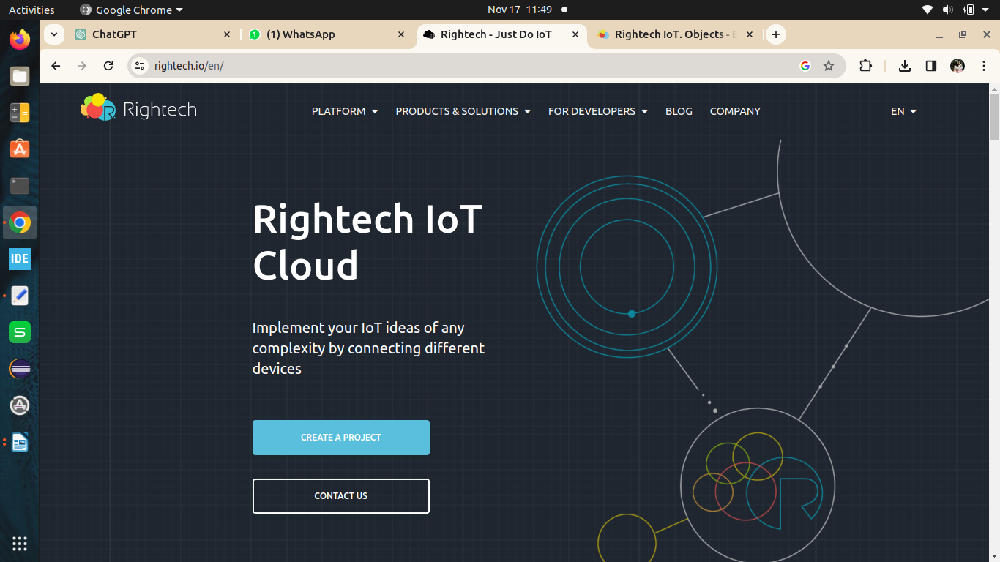 Activities
Google Chrome
Nov 17 11:49
ChatGPT
(1) WhatsApp
Rightech - Just Do IoT
Rightech IoT. Objects -
rightech.io/en/
Rightech
PLATFORM
PRODUCTS & SOLUTIONS
FOR DEVELOPERS
BLOG
COMPANY
EN
IDE
S
Rightech IoT
Cloud
Implement your IoT ideas of any
complexity by connecting different
devices
CREATE A PROJECT
CONTACT US